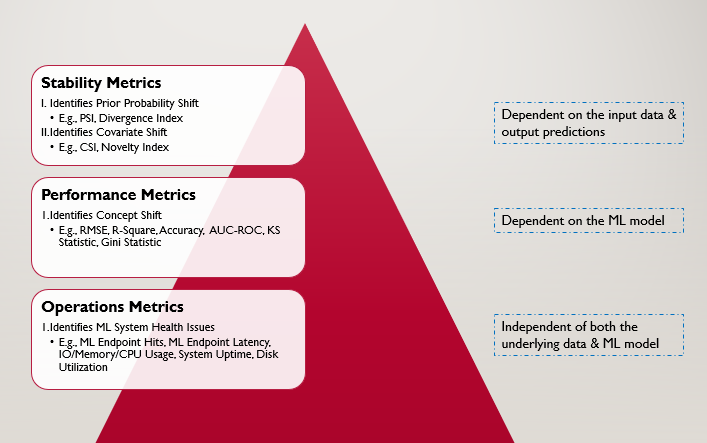 Stability Metrics
I. Identifies Prior Probability Shift
• E.g., PSI, Divergence Index
II.Identifies Covariate Shift
• E.g., CSI, Novelty Index
Dependent on the input data &
output predictions
Performance Metrics
1.Identifies Concept Shift
• E.g., RMSE, R-Square, Accuracy, AUC-ROC, KS
Statistic, Gini Statistic
Dependent on the ML model
Operations Metrics
1.Identifies ML System Health Issues
• E.g., ML Endpoint Hits, ML Endpoint Latency,
IO/Memory/CPU Usage, System Uptime, Disk
Utilization
Independent of both the
underlying data & ML model